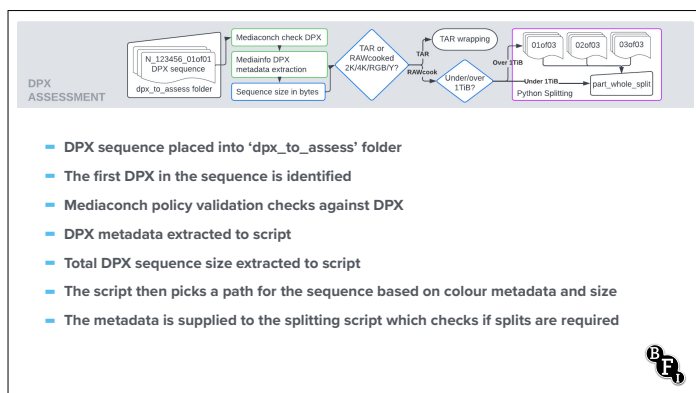 DPX
ASSESSMENT
N_123456_01of01
DPX sequence
dpx_to_assess folder
Mediaconch check DPX
Mediainfo DPX
metadata extraction
Sequence size in bytes
TAR or
RAWcooked
2K/4K/RGB/Y?
TAR
RAWcook
TAR wrapping
Under/over
1TiB?
Over 1TiB
Under 1TiB
01of03
02of03
03of03
part_whole_split
Python Splitting
DPX sequence placed into ‘dpx_to_assess’ folder
The first DPX in the sequence is identified
Mediaconch policy validation checks against DPX
DPX metadata extracted to script
Total DPX sequence size extracted to script
The script then picks a path for the sequence based on colour metadata and size
The metadata is supplied to the splitting script which checks if splits are required
BFI